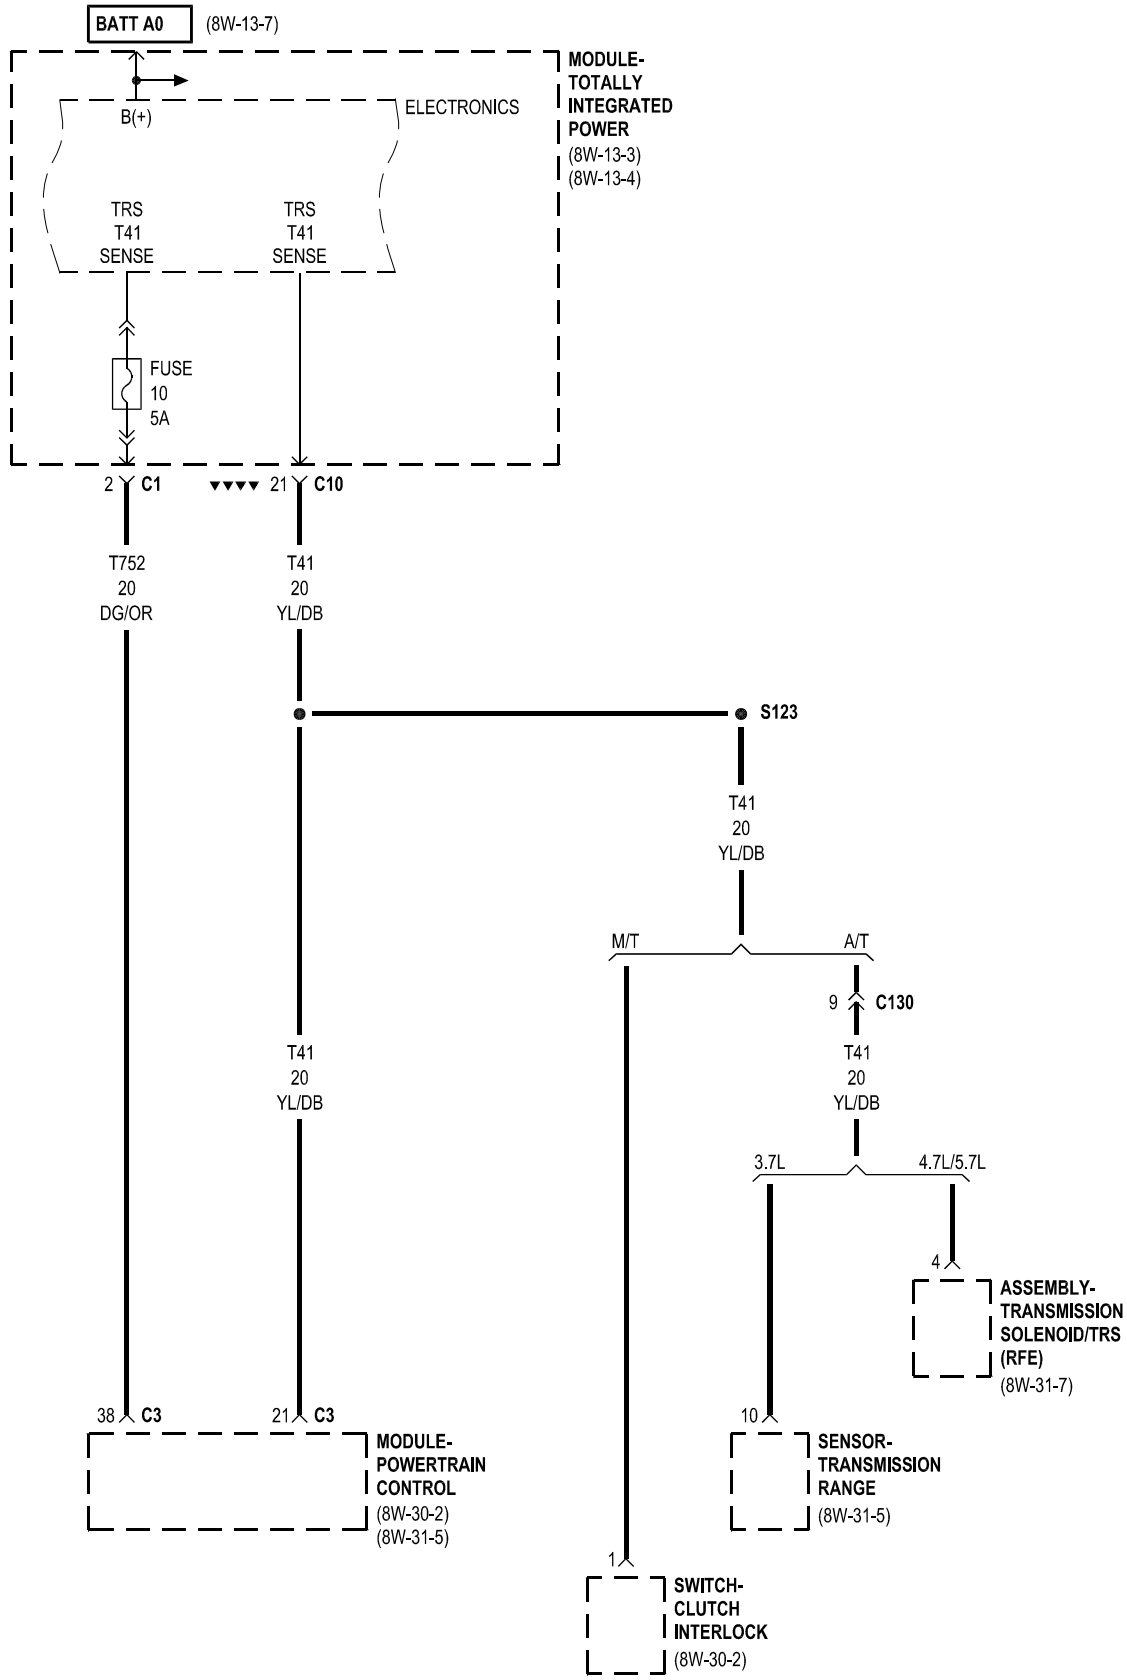 BATT A0 (8W-13-7)
MODULE-
TOTALLY
INTEGRATED
POWER
(8W-13-3)
(8W-13-4)
ELECTRONICS
B(+)
TRS
T41
SENSE
TRS
T41
SENSE
FUSE
10
5A
2 C1
21 C10
T752
20
DG/OR
T41
20
YL/DB
S123
T41
20
YL/DB
M/T
A/T
9 C130
T41
20
YL/DB
T41
20
YL/DB
3.7L
4.7L/5.7L
4
ASSEMBLY-
TRANSMISSION
SOLENOID/TRS
(RFE)
(8W-31-7)
38 C3
21 C3
MODULE-
POWERTRAIN
CONTROL
(8W-30-2)
(8W-31-5)
10
SENSOR-
TRANSMISSION
RANGE
(8W-31-5)
1
SWITCH-
CLUTCH
INTERLOCK
(8W-30-2)